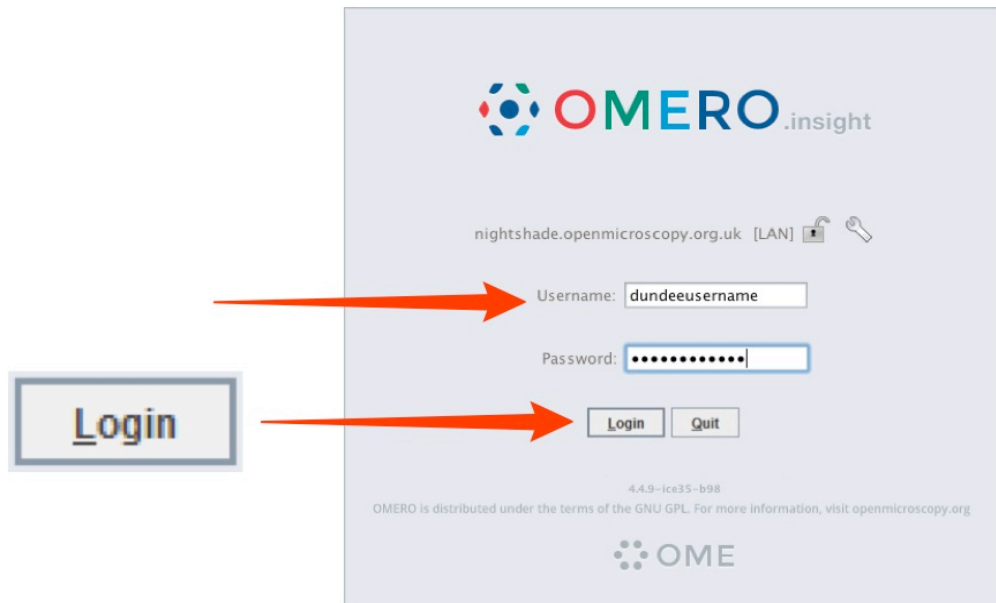 OMERO.insight
nightshade.openmicroscopy.org.uk [LAN]
Username: dundeeusername
Password: ••••••••••••
Login
Login Quit
4.4.9-ice35-b98
OMERO is distributed under the terms of the GNU GPL. For more information, visit openmicroscopy.org
OME